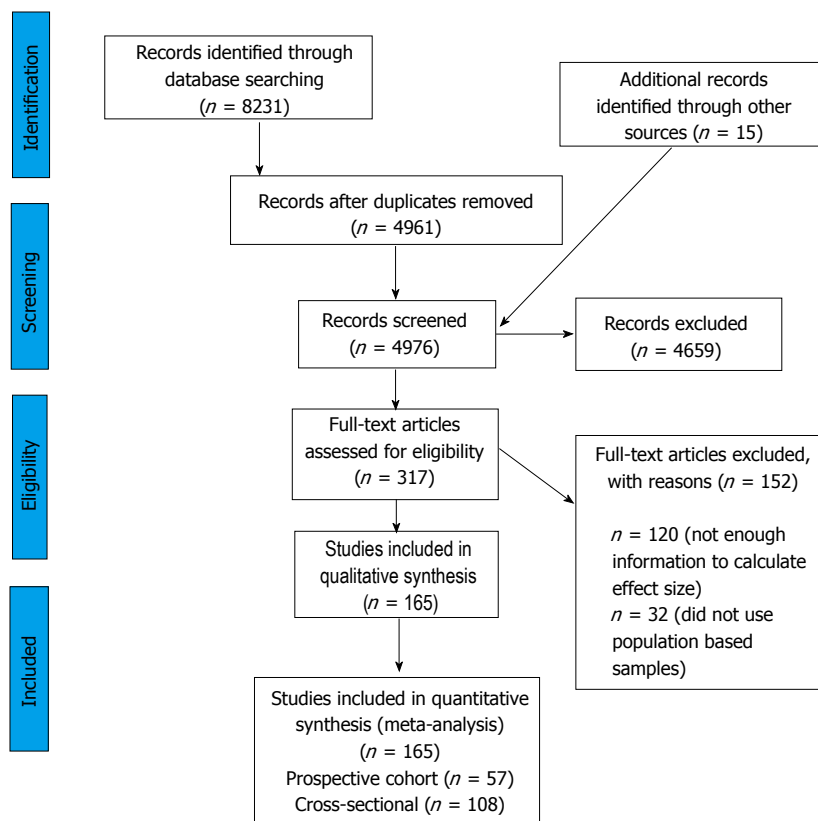 Identification
Records identified through
database searching
(n = 8231)
Additional records
identified through other
sources (n = 15)
Records after duplicates removed
(n = 4961)
Screening
Records screened
(n = 4976)
Records excluded
(n = 4659)
Eligibility
Full-text articles
assessed for eligibility
(n = 317)
Full-text articles excluded,
with reasons (n = 152)
n = 120 (not enough
information to calculate
effect size)
n = 32 (did not use
population based
samples)
Studies included in
qualitative synthesis
(n = 165)
Included
Studies included in quantitative
synthesis (meta-analysis)
(n = 165)
Prospective cohort (n = 57)
Cross-sectional (n = 108)